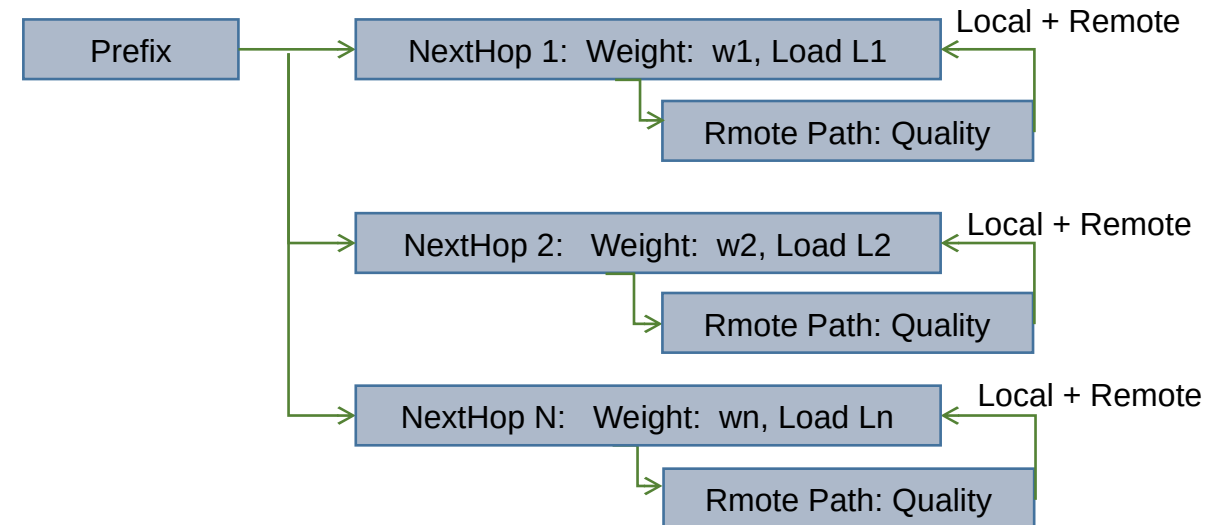 Local + Remote
Prefix
NextHop 1:  Weight:  w1, Load L1
Rmote Path: Quality
Local + Remote
NextHop 2:   Weight:  w2, Load L2
Rmote Path: Quality
Local + Remote
NextHop N:   Weight:  wn, Load Ln
Rmote Path: Quality